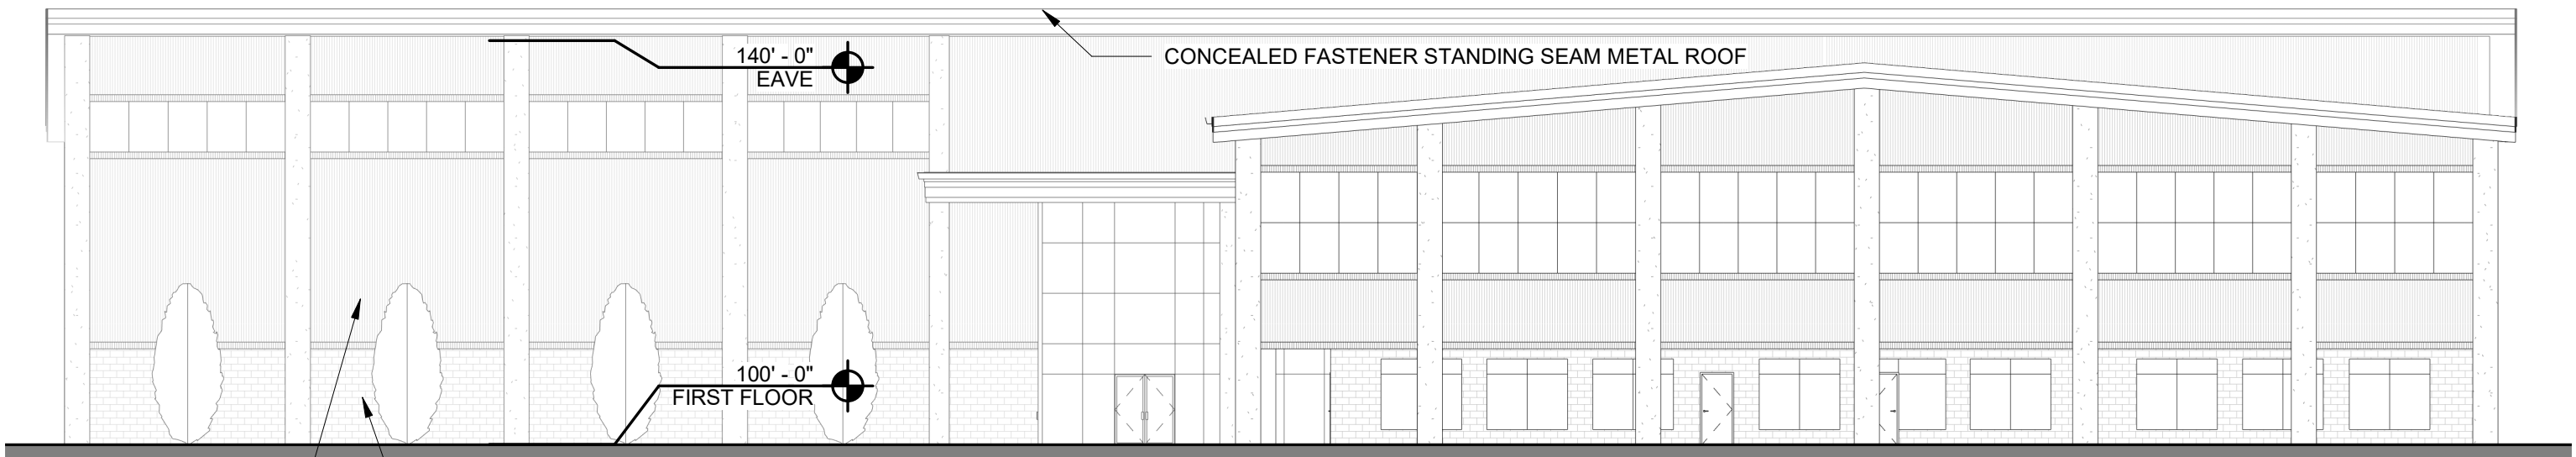 140' - 0"
EAVE
CONCEALED FASTENER STANDING SEAM METAL ROOF
100' - 0"
FIRST FLOOR